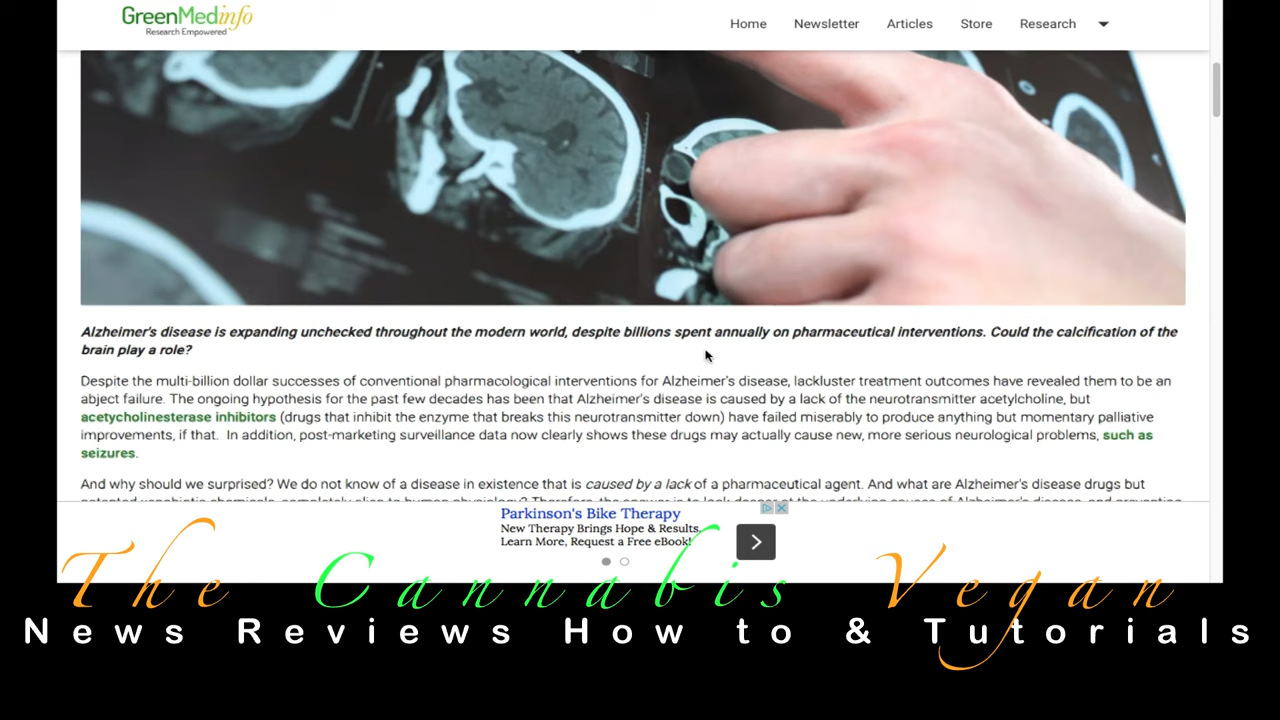 GreenMedinfo
Research Empowered
Home Newsletter Articles Store Research
Alzheimer's disease is expanding unchecked throughout the modern world, despite billions spent annually on pharmaceutical interventions. Could the calcification of the
brain play a role?
Despite the multi-billion dollar successes of conventional pharmacological interventions for Alzheimer's disease, lackluster treatment outcomes have revealed them to be an
abject failure. The ongoing hypothesis for the past few decades has been that Alzheimer's disease is caused by a lack of the neurotransmitter acetylcholine, but
acetycholinesterase inhibitors (drugs that inhibit the enzyme that breaks this neurotransmitter down) have failed miserably to produce anything but momentary palliative
improvements, if that. In addition, post-marketing surveillance data now clearly shows these drugs may actually cause new, more serious neurological problems, such as
seizures.
And why should we surprised? We do not know of a disease in existence that is caused by a lack of a pharmaceutical agent. And what are Alzheimer's disease drugs but
Parkinson's Bike Therapy
New Therapy Brings Hope & Results.
Learn More, Request a Free eBook!
The Cannabis Vegan
News Reviews How to & Tutorials